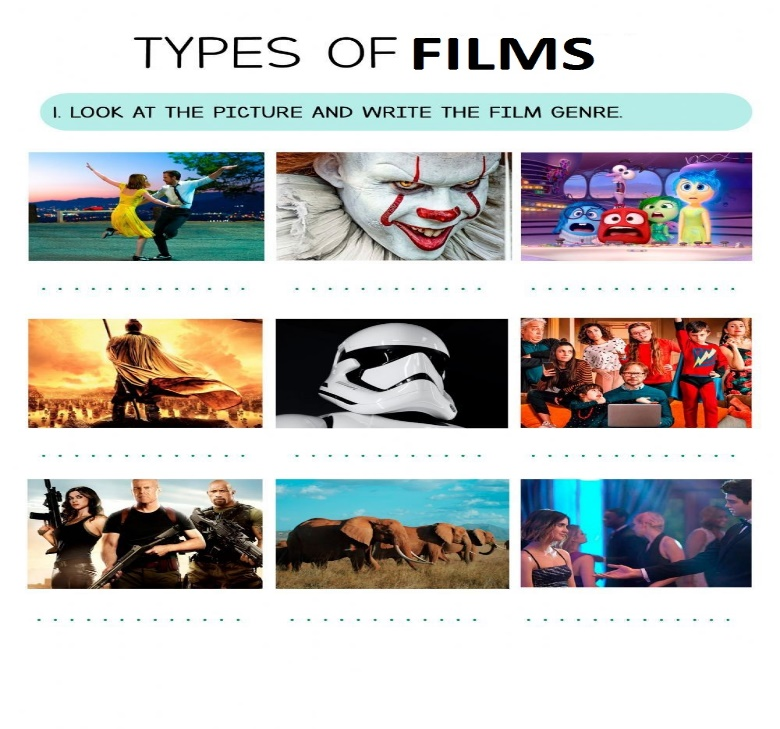 TYPES OF FILMS
1. LOOK AT THE PICTURE AND WRITE THE FILM GENRE.